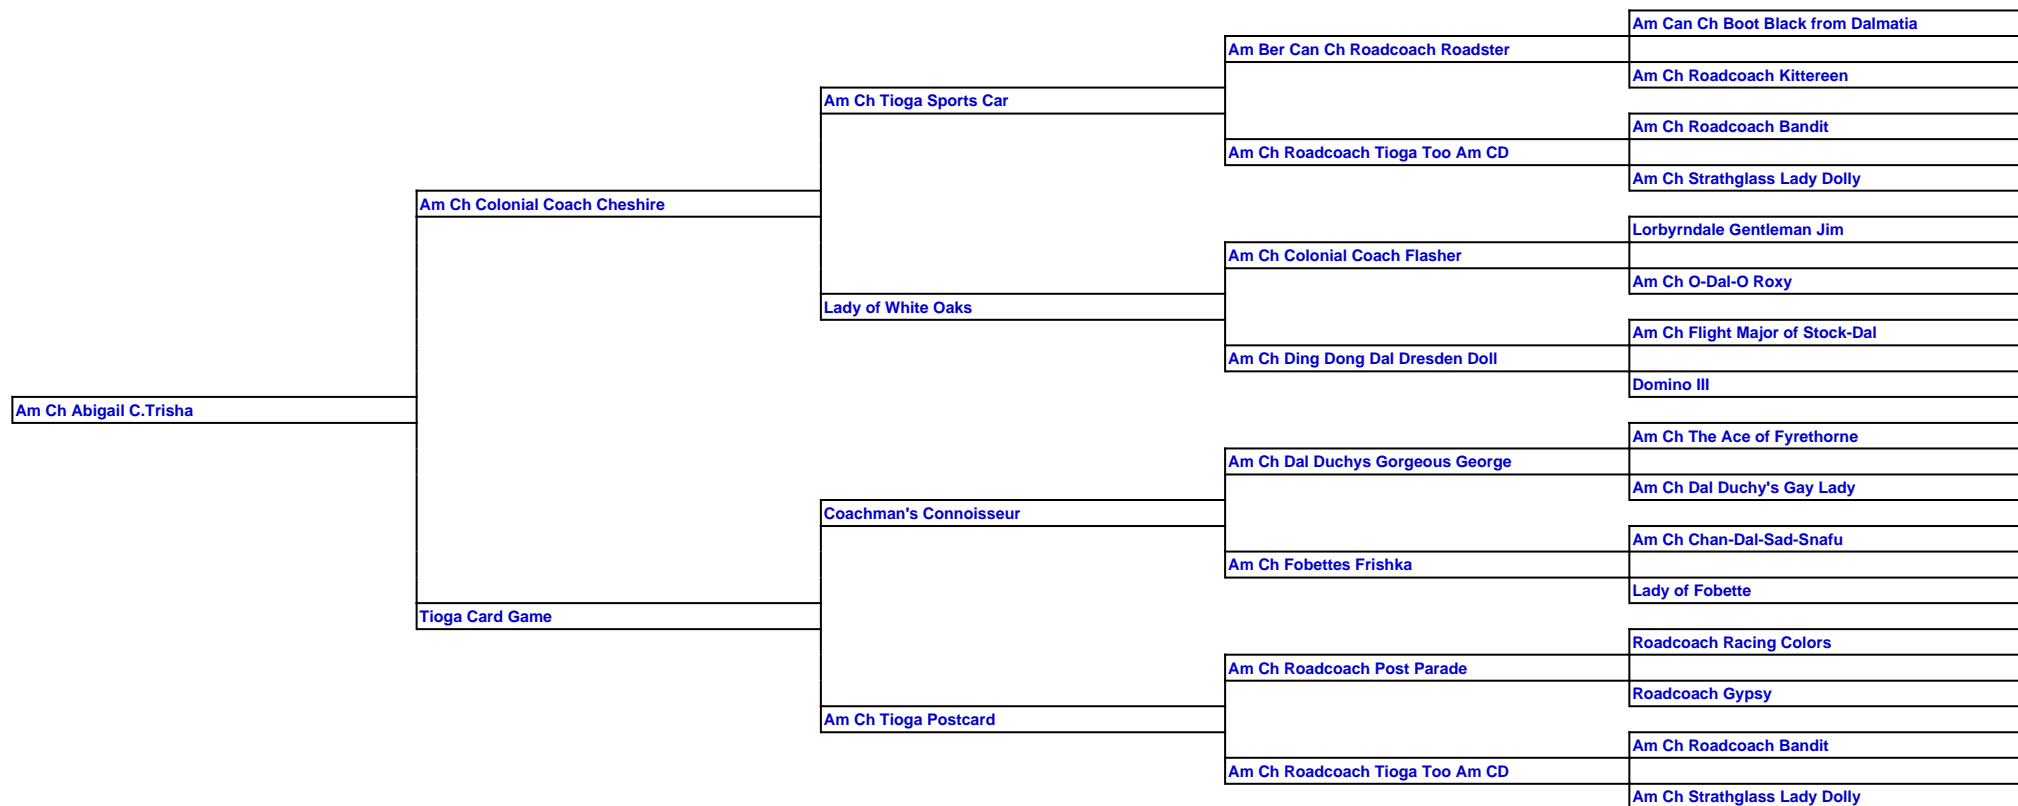 Am Can Ch Boot Black from Dalmatia
Am Ber Can Ch Roadcoach Roadster
Am Ch Roadcoach Kittereen
Am Ch Tioga Sports Car
Am Ch Roadcoach Bandit
Am Ch Roadcoach Tioga Too Am CD
Am Ch Strathglass Lady Dolly
Am Ch Colonial Coach Cheshire
Lorbyrndale Gentleman Jim
Am Ch Colonial Coach Flasher
Am Ch O-Dal-O Roxy
Lady of White Oaks
Am Ch Flight Major of Stock-Dal
Am Ch Ding Dong Dal Dresden Doll
Domino III
Am Ch Abigail C.Trisha
Am Ch The Ace of Fyrethorne
Am Ch Dal Duchys Gorgeous George
Am Ch Dal Duchy's Gay Lady
Coachman's Connoisseur
Am Ch Chan-Dal-Sad-Snafu
Am Ch Fobettes Frishka
Lady of Fobette
Tioga Card Game
Roadcoach Racing Colors
Am Ch Roadcoach Post Parade
Roadcoach Gypsy
Am Ch Tioga Postcard
Am Ch Roadcoach Bandit
Am Ch Roadcoach Tioga Too Am CD
Am Ch Strathglass Lady Dolly